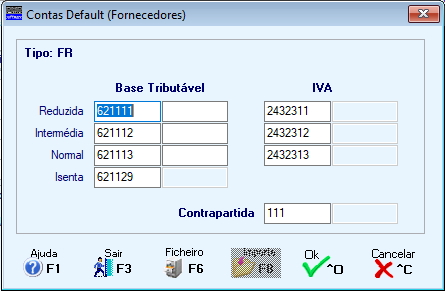 Contas Default (Fornecedores)
Tipo: FR
Base Tributável IVA
Reduzida 621111 2432311
Intermédia 621112 2432312
Normal 621113 2432313
Isenta 621129
Contrapartida 111
Ajuda Sair Ficheiro Importe Ok Cancelar
F1 F3 F6 F8 ^O ^C